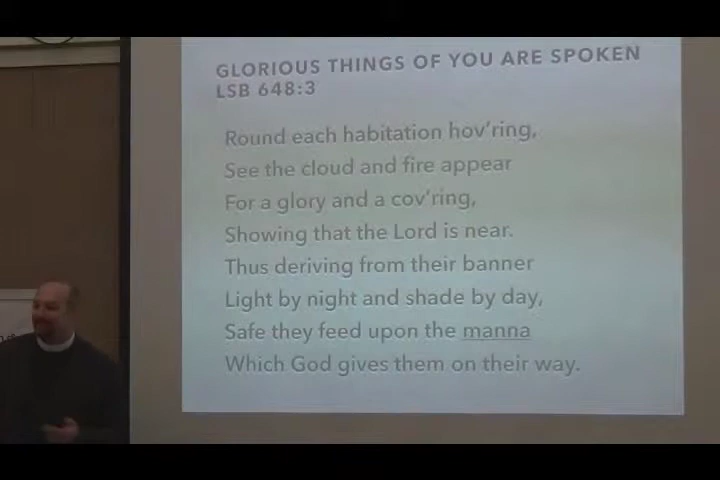 GLORIOUS THINGS OF YOU ARE SPOKEN
LSB 648:3
Round each habitation hov'ring,
See the cloud and fire appear
For a glory and a cov'ring,
Showing that the Lord is near.
Thus deriving from their banner
Light by night and shade by day,
Safe they feed upon the manna
Which God gives them on their way.